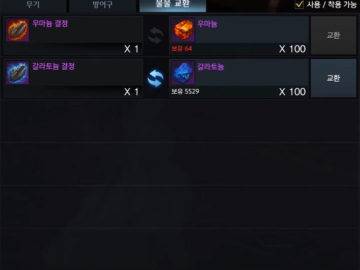 무기 방어구 물물 교환 사용 / 착용 가능
우마늄 결정 우마늄
X 1 보유 64 X 100 교환
갈라토늄 결정 갈라토늄
X 1 보유 5529 X 100 교환